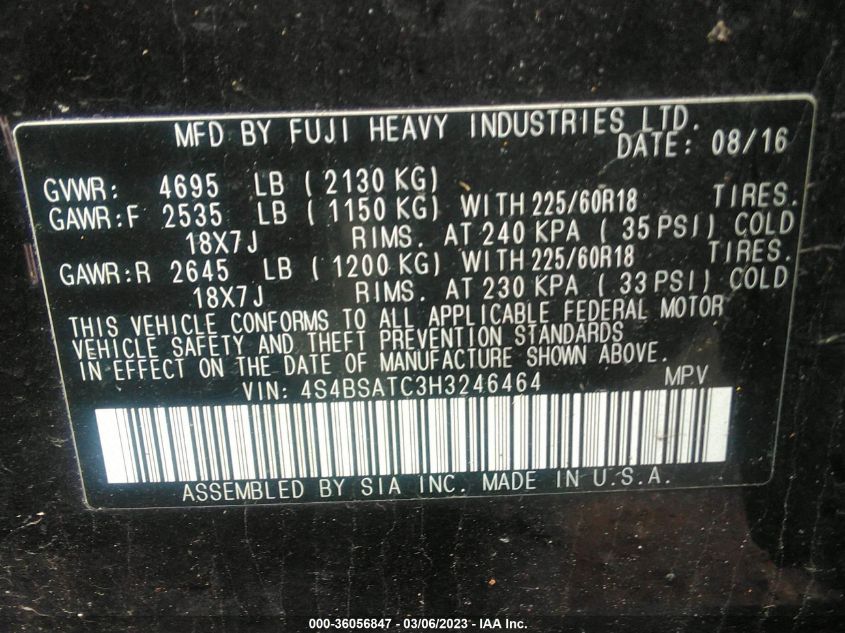 MFD BY FUJI HEAVY INDUSTRIES LTD.
DATE: 08/16
GVWR: 4695 LB ( 2130 KG)
GAWR:F 2535 LB ( 1150 KG) WITH 225/60R18 TIRES.
18X7J RIMS. AT 240 KPA ( 35 PSI) COLD
GAWR:R 2645 LB ( 1200 KG) WITH 225/60R18 TIRES.
18X7J RIMS. AT 230 KPA ( 33 PSI) COLD
THIS VEHICLE CONFORMS TO ALL APPLICABLE FEDERAL MOTOR
VEHICLE SAFETY AND THEFT PREVENTION STANDARDS
IN EFFECT ON THE DATE OF MANUFACTURE SHOWN ABOVE.
VIN: 4S4BSATC3H3246464 MPV
ASSEMBLED BY SIA INC. MADE IN U.S.A.
000-36056847 - 03/06/2023 - IAA Inc.